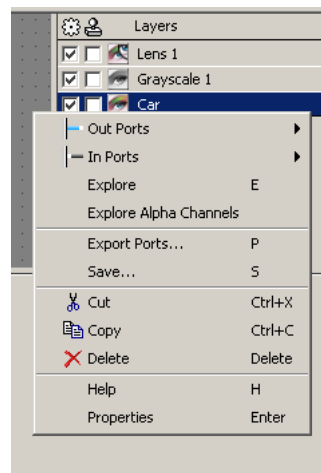 Layers
Lens 1
Grayscale 1
Car
Out Ports
In Ports
Explore E
Explore Alpha Channels
Export Ports... P
Save... S
Cut Ctrl+X
Copy Ctrl+C
Delete Delete
Help H
Properties Enter